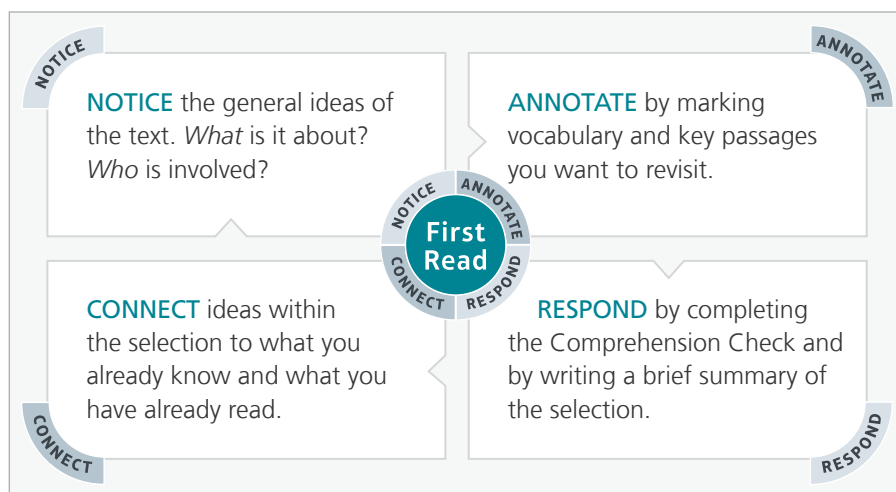 NOTICE
NOTICE the general ideas of
the text. What is it about?
Who is involved?
ANNOTATE
ANNOTATE by marking
vocabulary and key passages
you want to revisit.
NOTICE
ANNOTATE
First
Read
CONNECT
RESPOND
CONNECT ideas within
the selection to what you
already know and what you
have already read.
CONNECT
RESPOND by completing
the Comprehension Check and
by writing a brief summary of
the selection.
RESPOND